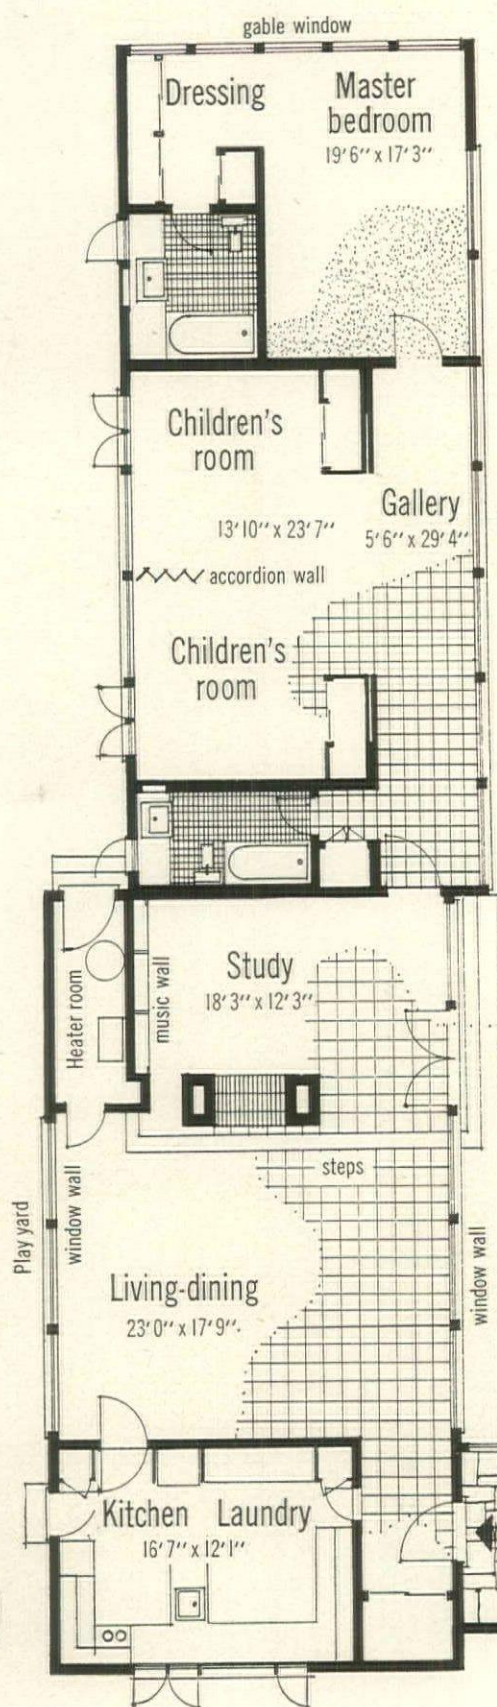 gable window
Dressing
Master
bedroom
19'6" x 17'3"
Children's
room
13'10" x 23'7"
Gallery
5'6" x 29'4"
accordion wall
Children's
room
Heater room
music wall
Study
18'3" x 12'3"
steps
Play yard
window wall
window wall
Living-dining
23'0" x 17'9"
Kitchen Laundry
16'7" x 12'1"